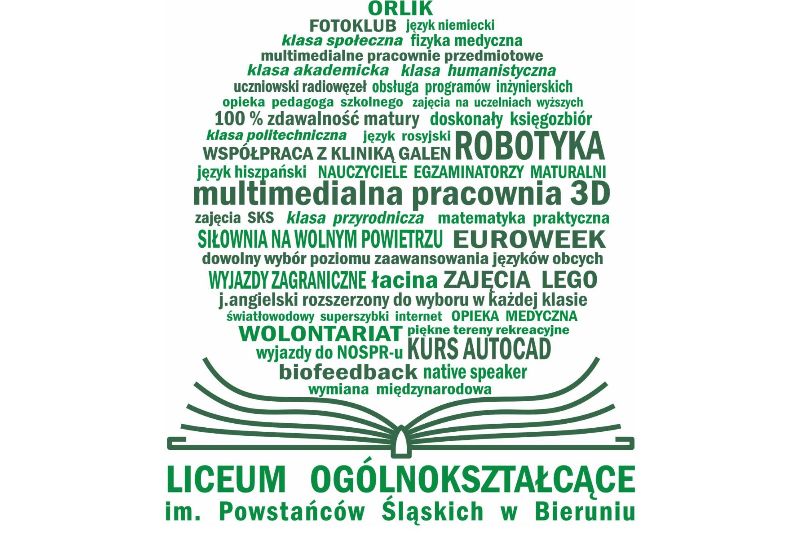 ORLIK
FOTOKLUB język niemiecki
klasa społeczna fizyka medyczna
multimedialne pracownie przedmiotowe
klasa akademicka klasa humanistyczna
uczniowski radiowęzeł obsługa programów inżynierskich
opieka pedagoga szkolnego zajęcia na uczelniach wyższych
100 % zdawalność matury doskonały księgozbiór
klasa politechniczna język rosyjski ROBOTYKA
WSPÓŁPRACA Z KLINIKĄ GALEN
język hiszpański NAUCZYCIELE EGZAMINATORZY MATURALNI
multimedialna pracownia 3D
zajęcia SKS klasa przyrodnicza matematyka praktyczna
SIŁOWNIA NA WOLNYM POWIETRZU EUROWEEK
dowolny wybór poziomu zaawansowania języków obcych
WYJAZDY ZAGRANICZNE łacina ZAJĘCIA LEGO
j.angielski rozszerzony do wyboru w każdej klasie
światłowodowy superszybki internet OPIEKA MEDYCZNA
WOLONTARIAT piękne tereny rekreacyjne
wyjazdy do NOSPR-u KURS AUTOCAD
biofeedback native speaker
wymiana międzynarodowa
LICEUM OGÓLNOKSZTAŁCĄCE
im. Powstańców Śląskich w Bieruniu